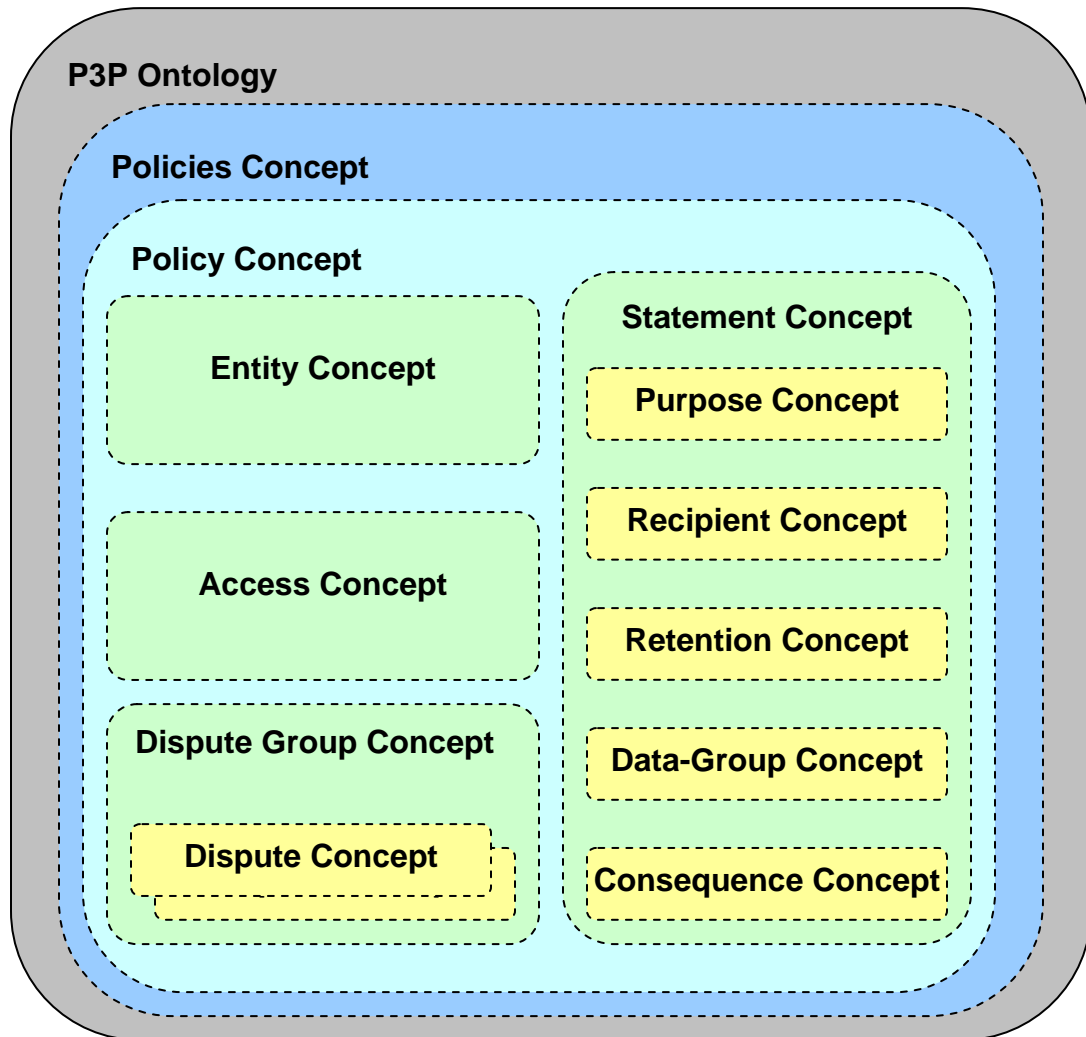 P3P Ontology
Policies Concept
Policy Concept
Entity Concept
Access Concept
Dispute Group Concept
Dispute Concept
Statement Concept
Purpose Concept
Recipient Concept
Retention Concept
Data-Group Concept
Consequence Concept